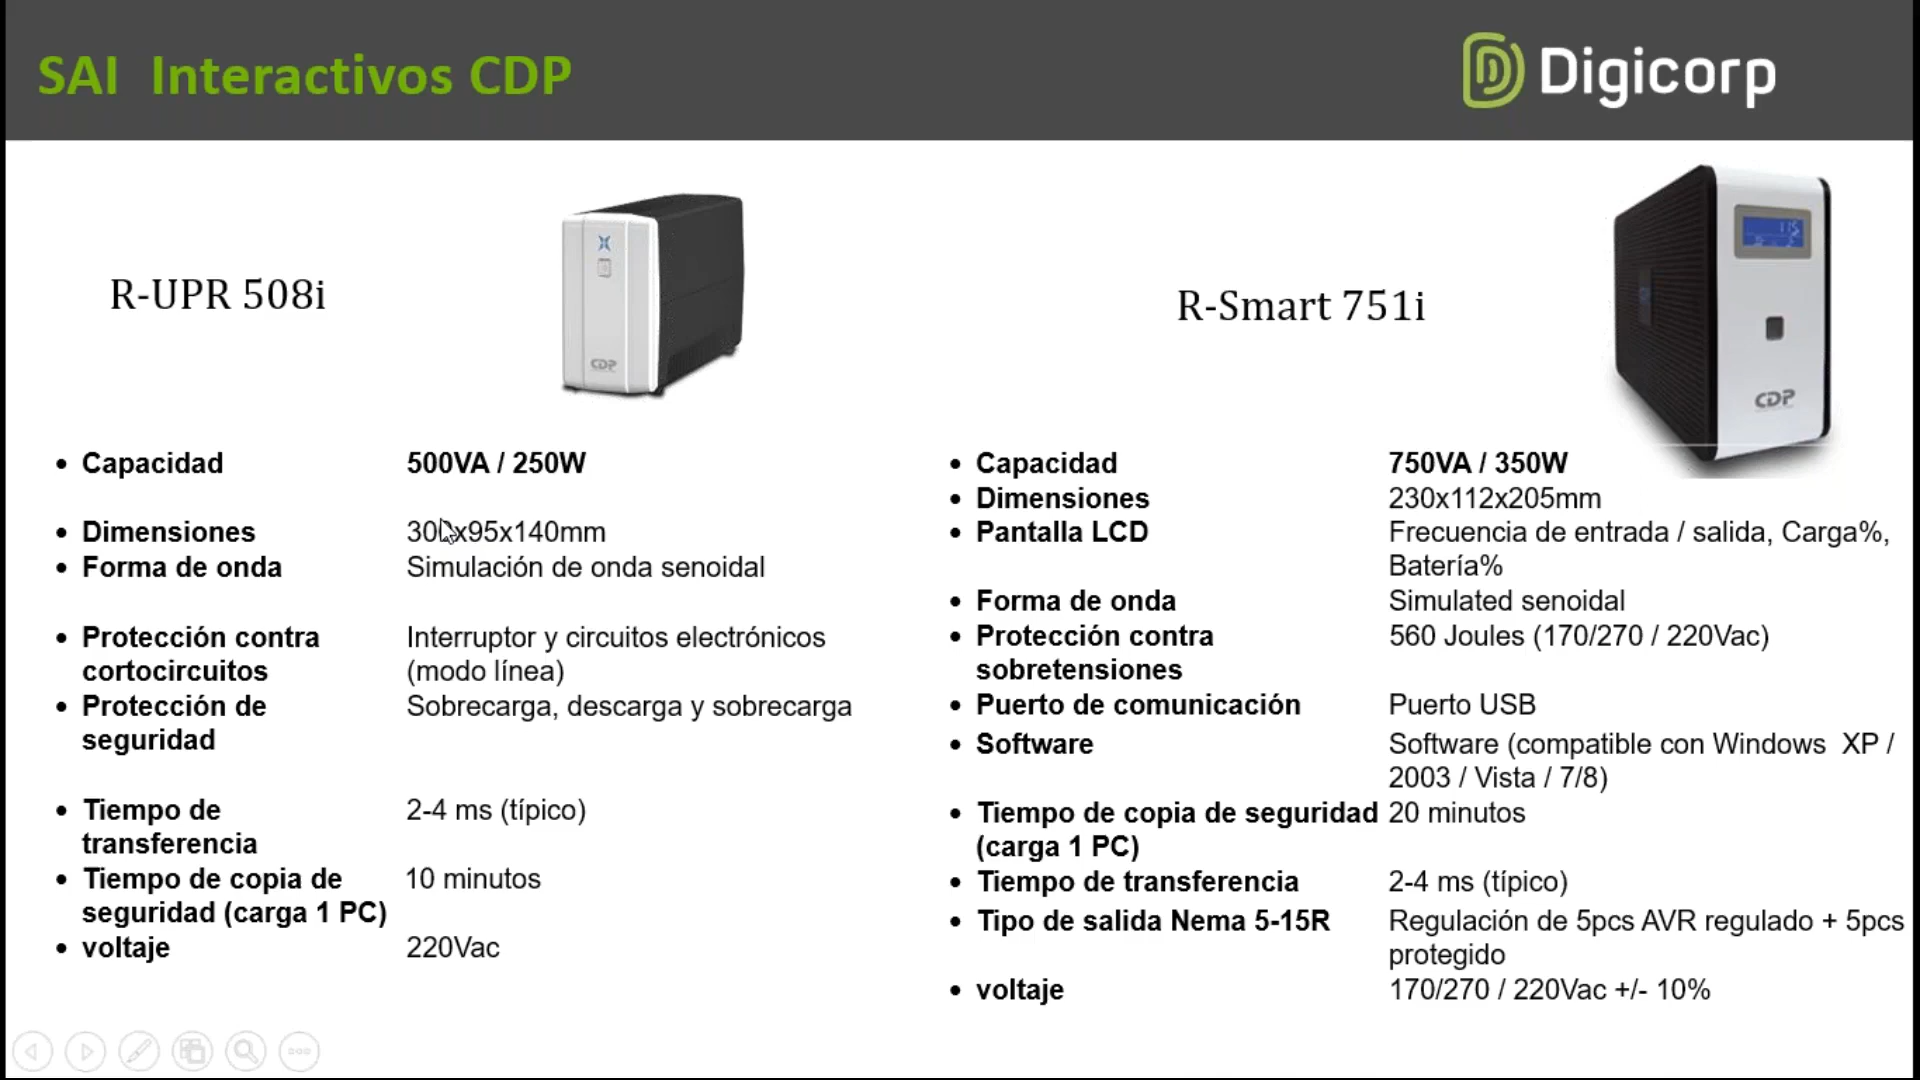 SAI Interactivos CDP
Digicorp
R-UPR 508i
CDP
• Capacidad 500VA / 250W
• Dimensiones
• Forma de onda Simulación de onda senoidal
• Protección contra Interruptor y circuitos electrónicos
cortocircuitos (modo línea)
• Protección de Sobrecarga, descarga y sobrecarga
seguridad
• Tiempo de 2-4 ms (típico)
transferencia
• Tiempo de copia de 10 minutos
seguridad (carga 1 PC)
• voltaje 220Vac
R-Smart 751i
CDP
• Capacidad 750VA / 350W
• Dimensiones 230x112x205mm
• Pantalla LCD Frecuencia de entrada / salida, Carga%,
Batería%
• Forma de onda Simulated senoidal
• Protección contra 560 Joules (170/270 / 220Vac)
sobretensiones
• Puerto de comunicación Puerto USB
• Software Software (compatible con Windows XP /
2003 / Vista / 7/8)
• Tiempo de copia de seguridad 20 minutos
(carga 1 PC)
• Tiempo de transferencia 2-4 ms (típico)
• Tipo de salida Nema 5-15R Regulación de 5pcs AVR regulado + 5pcs
protegido
• voltaje 170/270 / 220Vac +/- 10%